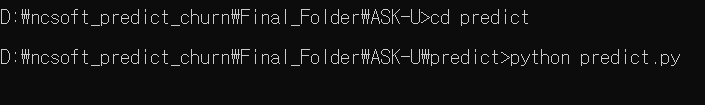 D:₩ncsoft_predict_churn₩Final_Folder₩ASK-U>cd predict
D:₩ncsoft_predict_churn₩Final_Folder₩ASK-U₩predict>python predict.py